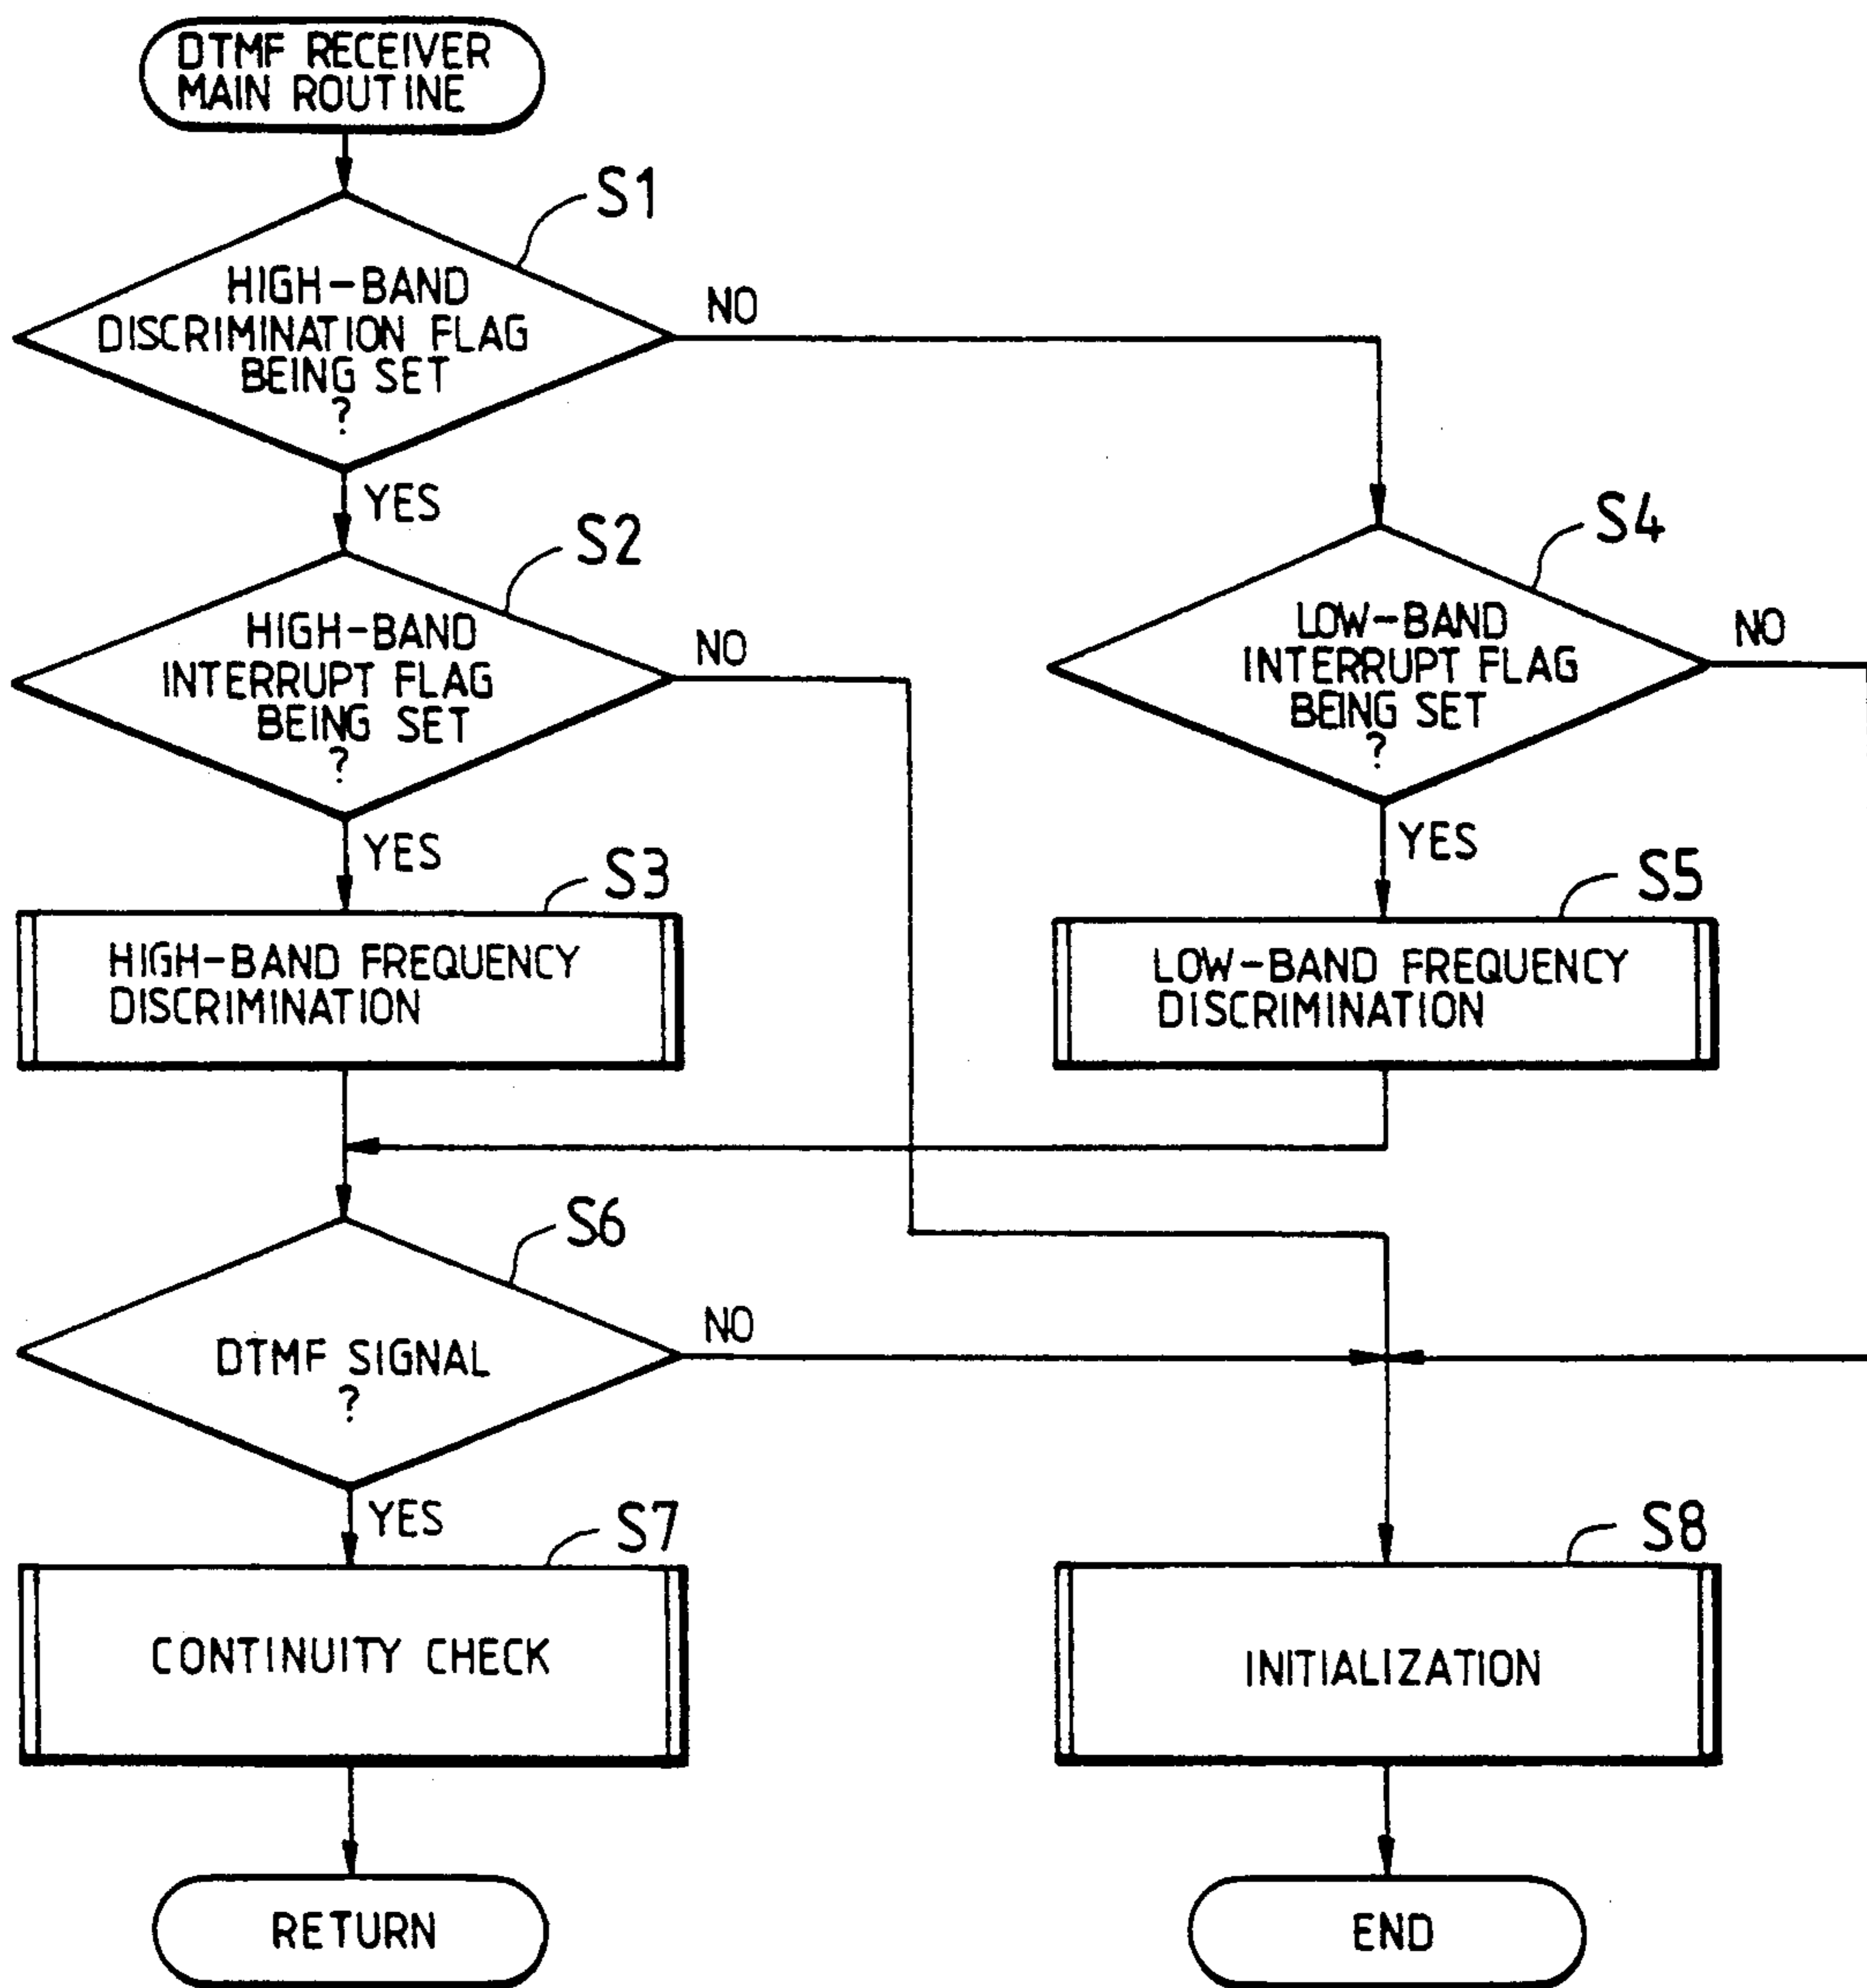 DTMF RECEIVER
MAIN ROUTINE
S1
HIGH-BAND
DISCRIMINATION FLAG
BEING SET
?
NO
YES
S2
HIGH-BAND
INTERRUPT FLAG
BEING SET
?
NO
YES
S4
LOW-BAND
INTERRUPT FLAG
BEING SET
?
NO
YES
S3
HIGH-BAND FREQUENCY
DISCRIMINATION
S5
LOW-BAND FREQUENCY
DISCRIMINATION
S6
DTMF SIGNAL
?
NO
YES
S7
CONTINUITY CHECK
S8
INITIALIZATION
RETURN
END